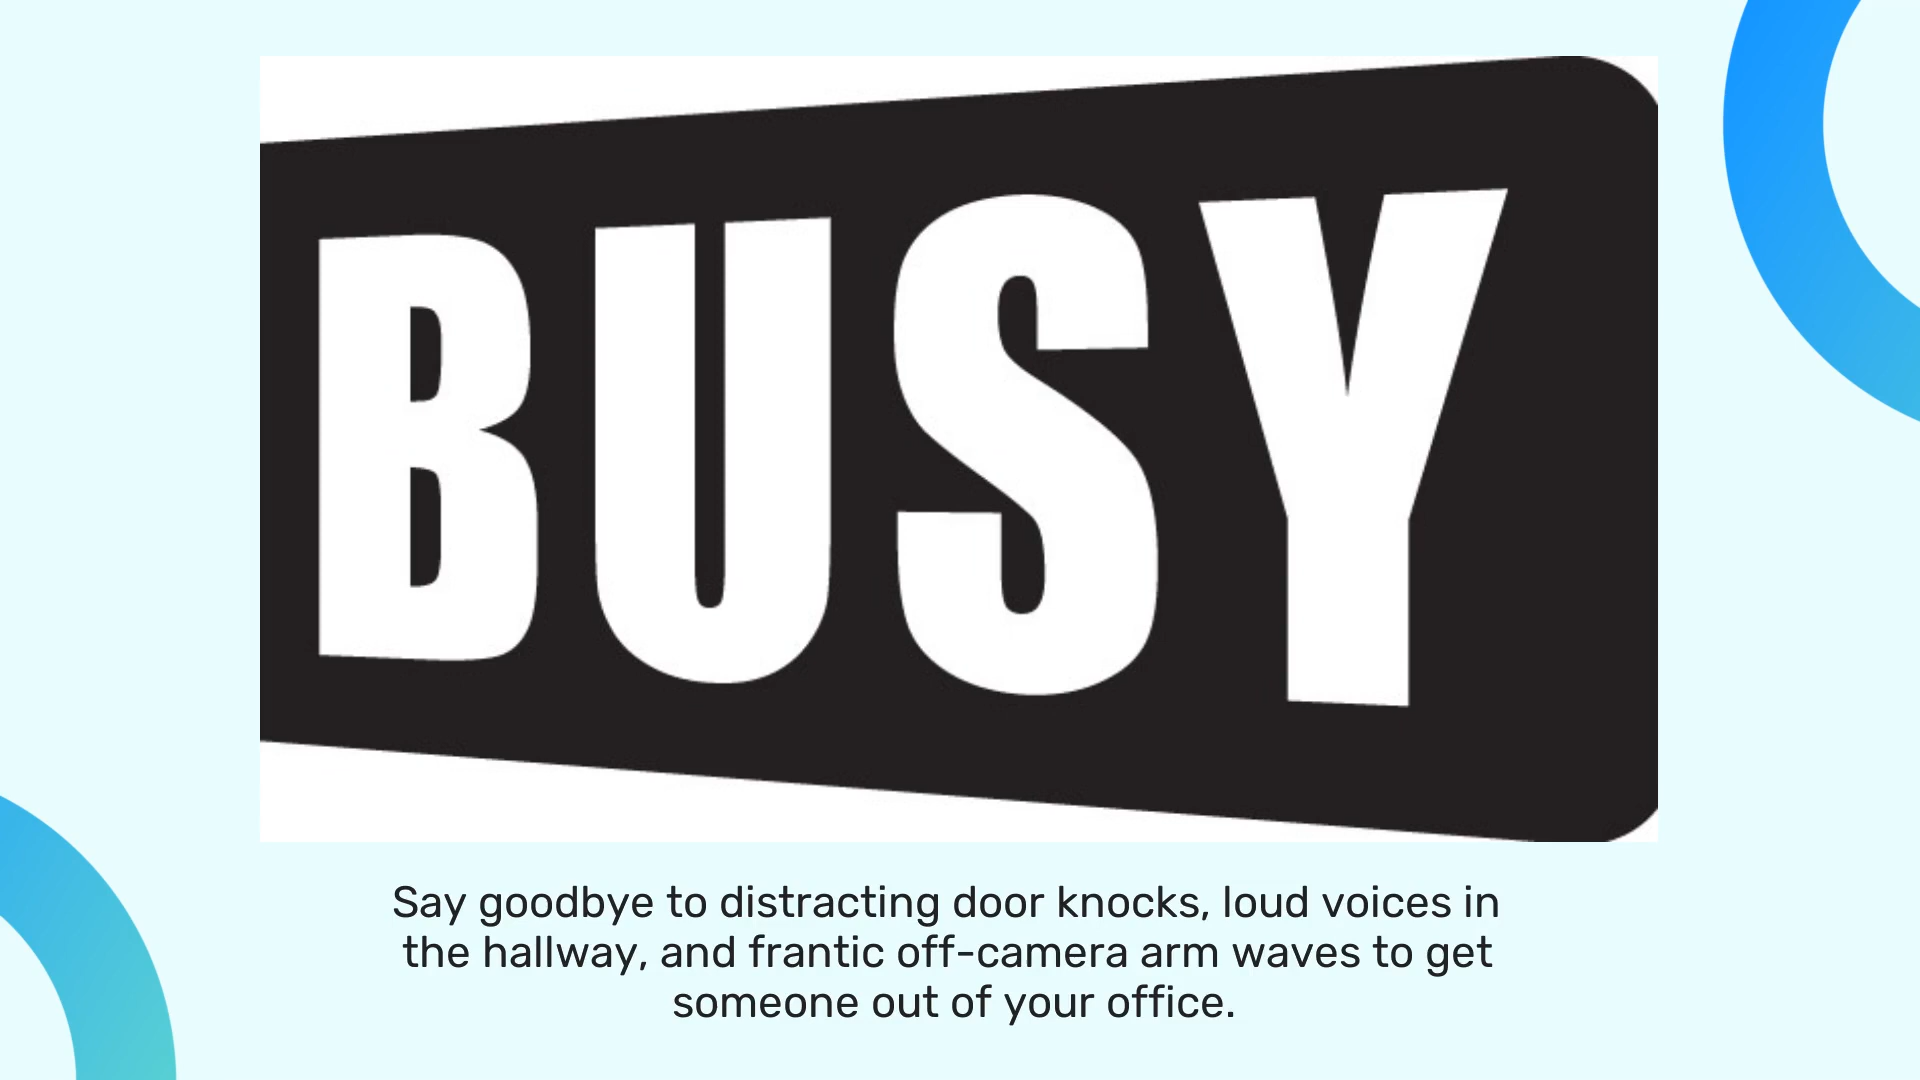 BUSY
Say goodbye to distracting door knocks, loud voices in
the hallway, and frantic off-camera arm waves to get
someone out of your office.